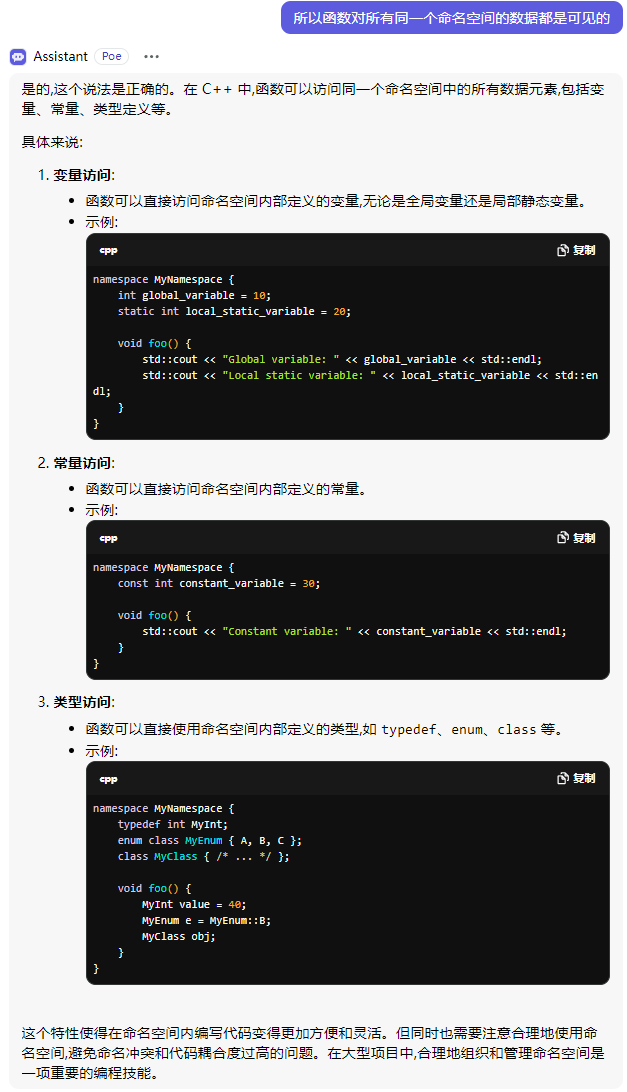 所以函数对所有同一个命名空间的数据都是可见的
Assistant Poe •••
是的,这个说法是正确的。在 C++ 中,函数可以访问同一个命名空间中的所有数据元素,包括变
量、常量、类型定义等。
具体来说:
1. 变量访问:
• 函数可以直接访问命名空间内部定义的变量,无论是全局变量还是局部静态变量。
• 示例:
cpp 复制
namespace MyNamespace {
    int global_variable = 10;
    static int local_static_variable = 20;
    void foo() {
        std::cout << "Global variable: " << global_variable << std::endl;
        std::cout << "Local static variable: " << local_static_variable << std::en
dl;
    }
}
2. 常量访问:
• 函数可以直接访问命名空间内部定义的常量。
• 示例:
cpp 复制
namespace MyNamespace {
    const int constant_variable = 30;
    void foo() {
        std::cout << "Constant variable: " << constant_variable << std::endl;
    }
}
3. 类型访问:
• 函数可以直接使用命名空间内部定义的类型,如 typedef、enum、class 等。
• 示例:
cpp 复制
namespace MyNamespace {
    typedef int MyInt;
    enum class MyEnum { A, B, C };
    class MyClass { /* ... */ };
    void foo() {
        MyInt value = 40;
        MyEnum e = MyEnum::B;
        MyClass obj;
    }
}
这个特性使得在命名空间内编写代码变得更加方便和灵活。但同时也需要注意合理地使用命
名空间,避免命名冲突和代码耦合度过高的问题。在大型项目中,合理地组织和管理命名空间是
一项重要的编程技能。